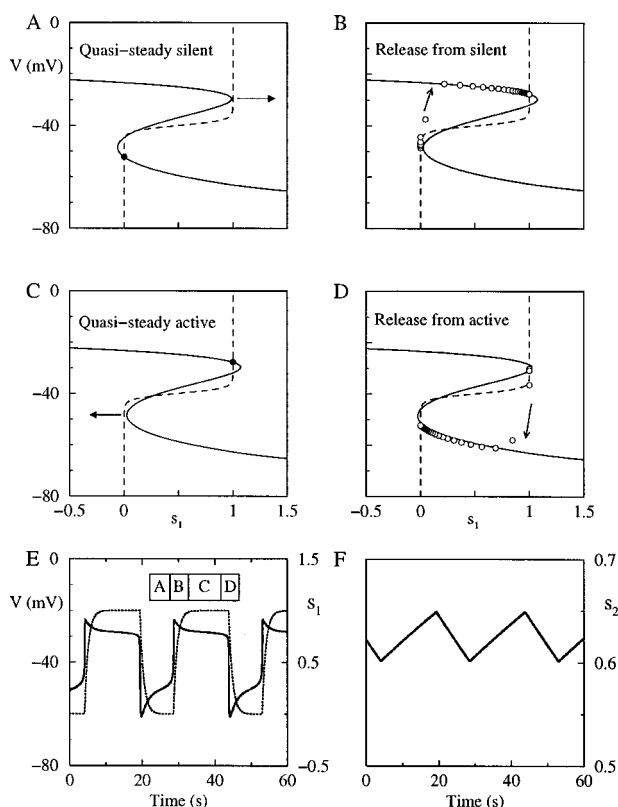 A
B
0
V (mV)
Quasi-steady silent
Release from silent
-40
-80
C
D
0
Quasi-steady active
Release from active
-40
-80
-0.5 0 0.5 1 1.5
s1
-0.5 0 0.5 1 1.5
s1
E
F
0
V (mV)
A B C D
1.5
s1
0.5
-0.5
-40
-80
0.7
s2
0.6
0.5
0 20 40 60
Time (s)
0 20 40 60
Time (s)